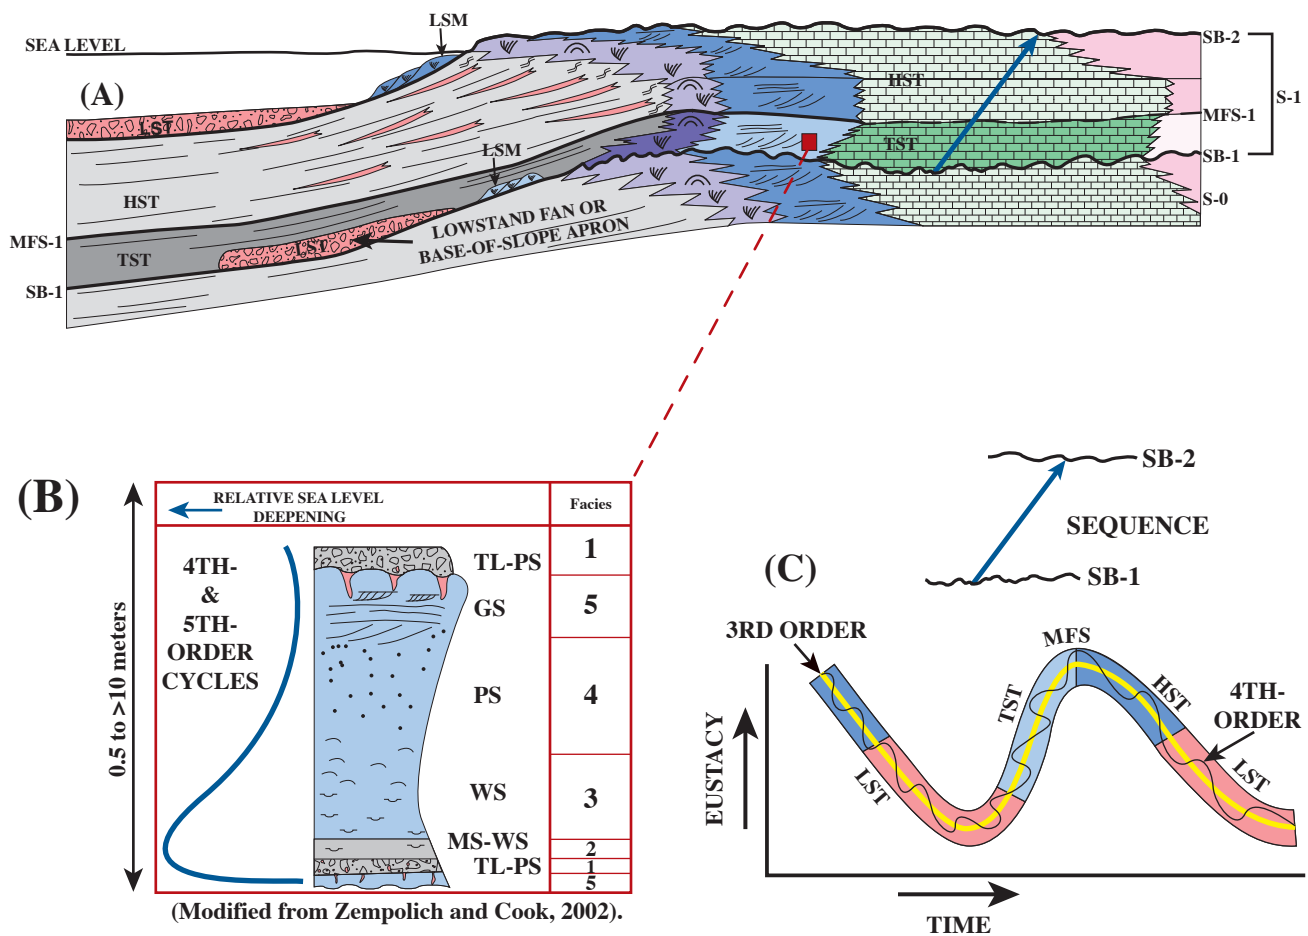 LSM
SEA LEVEL
SB-2
(A)
HST
S-1
LST
MFS-1
TST
LSM
SB-1
HST
S-0
LOWSTAND FAN OR
BASE-OF-SLOPE APRON
MFS-1
LST
TST
SB-1
(B)
RELATIVE SEA LEVEL
DEEPENING
Facies
4TH-
&
5TH-
ORDER
CYCLES
0.5 to >10 meters
TL-PS
1
GS
5
PS
4
WS
3
MS-WS
2
TL-PS
1
5
(Modified from Zempolich and Cook, 2002).
SB-2
SEQUENCE
(C)
SB-1
3RD ORDER
MFS
TST
HST
4TH-
ORDER
LST
LST
EUSTACY
TIME